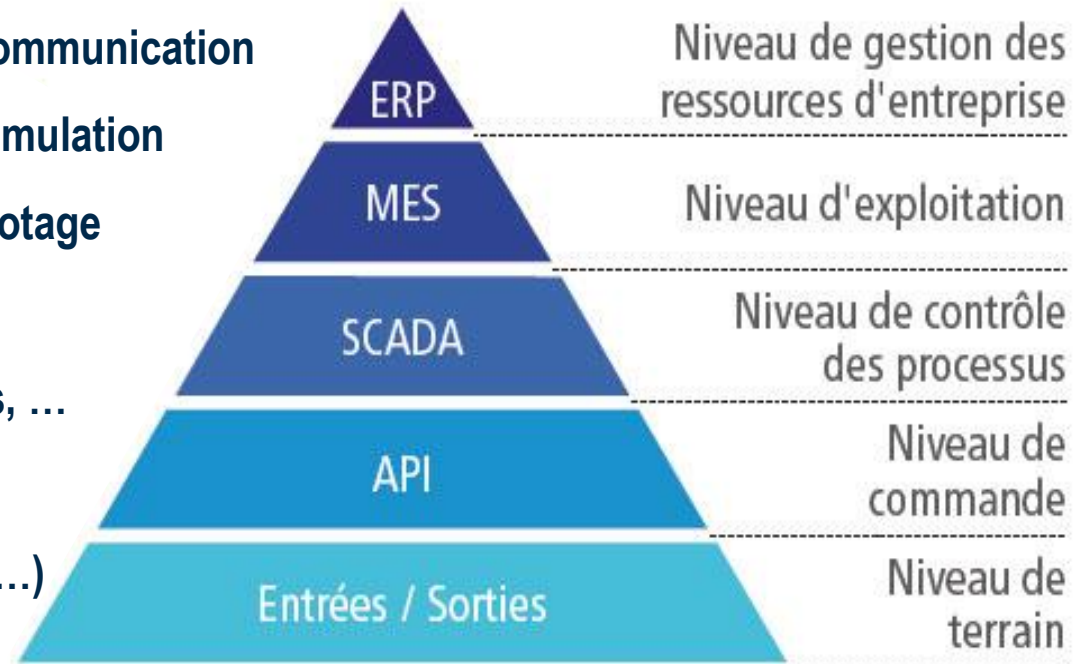 ommunication
mulation
otage
s, ...
...)
ERP
MES
SCADA
API
Entrées / Sorties
Niveau de gestion des
ressources d'entreprise
Niveau d'exploitation
Niveau de contrôle
des processus
Niveau de
commande
Niveau de
terrain